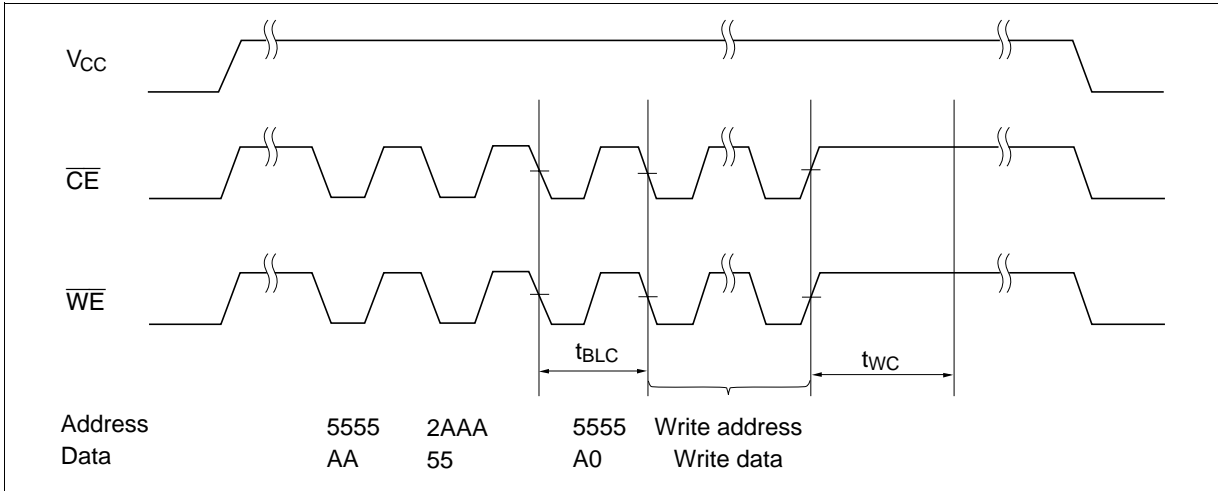 VCC
CE
WE
tBLC
tWC
Address 5555 2AAA 5555 Write address
Data AA 55 A0 Write data